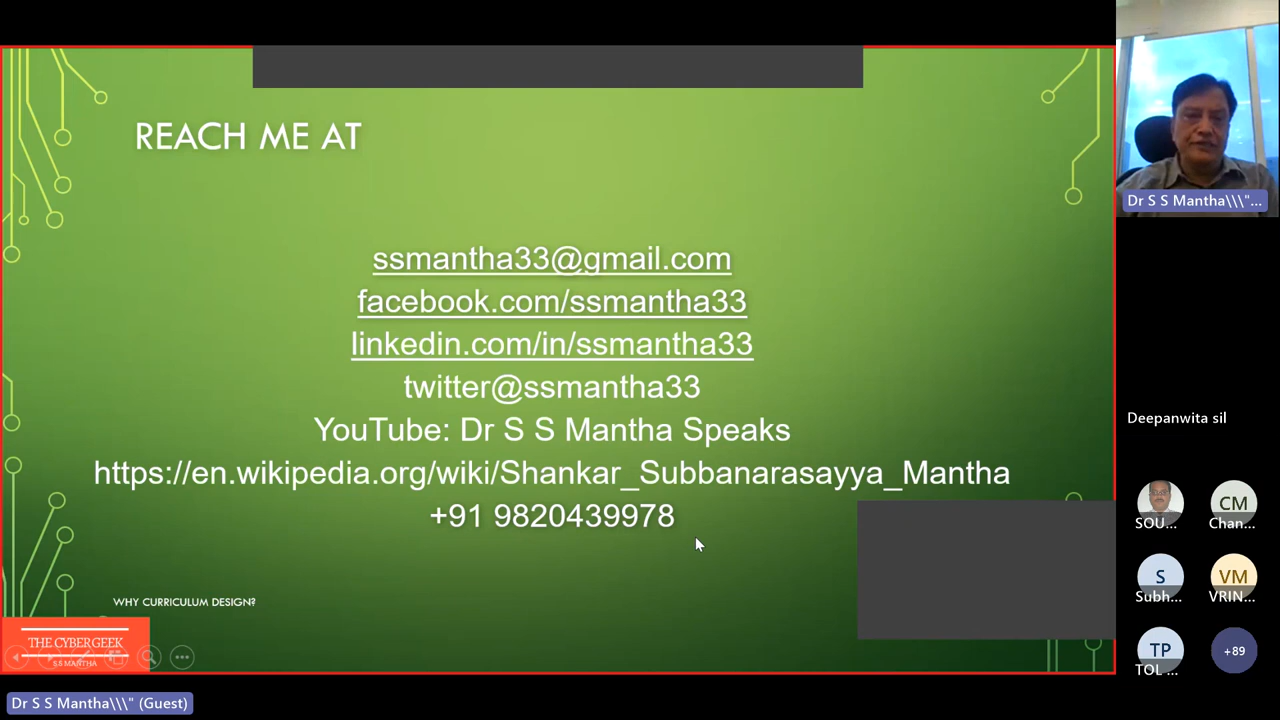 REACH ME AT
ssmantha33@gmail.com
facebook.com/ssmantha33
linkedin.com/in/ssmantha33
twitter@ssmantha33
YouTube: Dr S S Mantha Speaks
https://en.wikipedia.org/wiki/Shankar_Subbanarasayya_Mantha
+91 9820439978
WHY CURRICULUM DESIGN?
THE CYBERGEEK
S S MANTHA
Dr S S Mantha\\\" (Guest)
Dr S S Mantha\\\"...
Deepanwita sil
SOU...
CM
Chan...
S
Subh...
VM
VRIN...
TP
TOL ...
+89